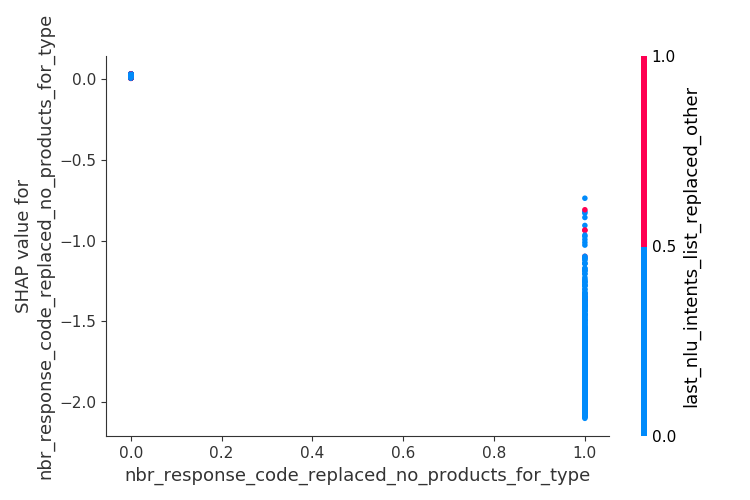 SHAP value for
nbr_response_code_replaced_no_products_for_type
0.0
−0.5
−1.0
−1.5
−2.0
0.0 0.2 0.4 0.6 0.8 1.0
nbr_response_code_replaced_no_products_for_type
1.0
0.5
0.0
last_nlu_intents_list_replaced_other